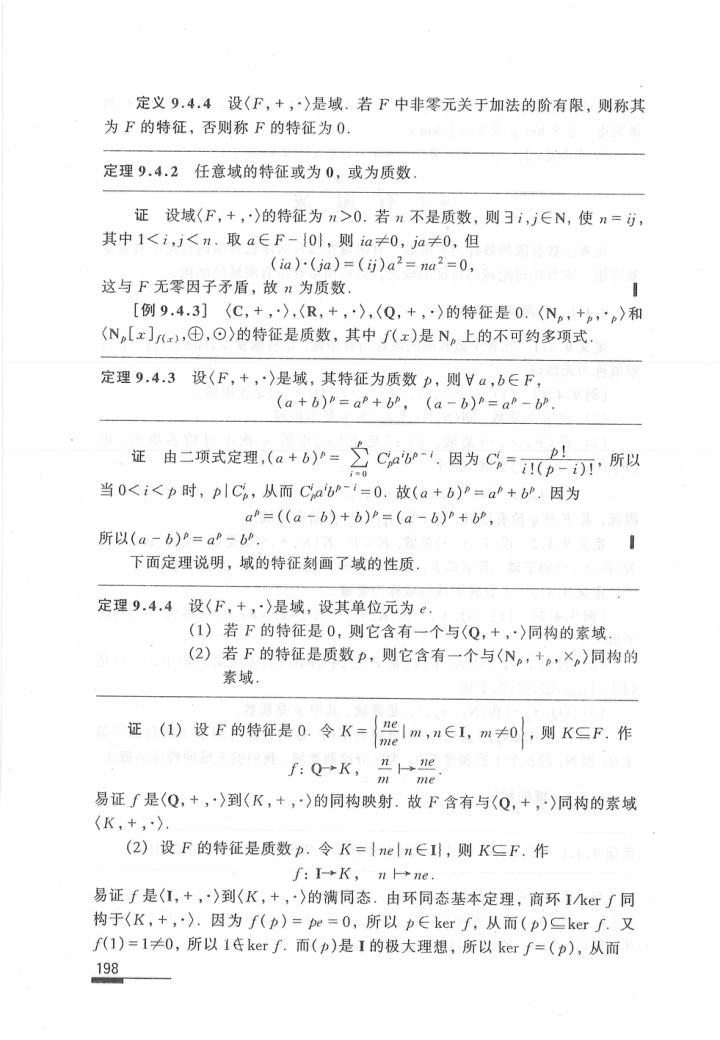 定义 9.4.4 设⟨F,+,·⟩是域. 若 F 中非零元关于加法的阶有限, 则称其
为 F 的特征, 否则称 F 的特征为 0.
定理 9.4.2 任意域的特征或为 0, 或为质数.
证 设域⟨F,+,·⟩的特征为 n>0. 若 n 不是质数, 则∃i,j∈N, 使 n=ij,
其中 1<i,j<n. 取 a∈F-{0}, 则 ia≠0, ja≠0, 但
(ia)·(ja)=(ij)a²=na²=0,
这与 F 无零因子矛盾, 故 n 为质数.
[例 9.4.3] ⟨C,+,·⟩,⟨R,+,·⟩,⟨Q,+,·⟩的特征是 0. ⟨Nₚ,+ₚ,·ₚ⟩和
⟨Nₚ[x]_{f(x)},⊕,⊙⟩的特征是质数, 其中 f(x)是 Nₚ 上的不可约多项式.
定理 9.4.3 设⟨F,+,·⟩是域, 其特征为质数 p, 则∀a,b∈F,
(a+b)^p=a^p+b^p, (a-b)^p=a^p-b^p.
证 由二项式定理,(a+b)^p=∑_{i=0}^{p} C_p^i a^i b^{p-i}. 因为 C_p^i=p!/(i!(p-i)!), 所以
当 0<i<p 时, p|C_p^i, 从而 C_p^i a^i b^{p-i}=0. 故(a+b)^p=a^p+b^p. 因为
a^p=((a-b)+b)^p=(a-b)^p+b^p,
所以(a-b)^p=a^p-b^p.
下面定理说明, 域的特征刻画了域的性质.
定理 9.4.4 设⟨F,+,·⟩是域, 设其单位元为 e.
(1) 若 F 的特征是 0, 则它含有一个与⟨Q,+,·⟩同构的素域.
(2) 若 F 的特征是质数 p, 则它含有一个与⟨Nₚ,+ₚ,×ₚ⟩同构的
素域.
证 (1) 设 F 的特征是 0. 令 K={ne/me|m,n∈I, m≠0}, 则 K⊆F. 作
f: Q→K, n/m↦ne/me.
易证 f 是⟨Q,+,·⟩到⟨K,+,·⟩的同构映射. 故 F 含有与⟨Q,+,·⟩同构的素域
⟨K,+,·⟩.
(2) 设 F 的特征是质数 p. 令 K={ne|n∈I}, 则 K⊆F. 作
f: I→K, n↦ne.
易证 f 是⟨I,+,·⟩到⟨K,+,·⟩的满同态. 由环同态基本定理, 商环 I/ker f 同
构于⟨K,+,·⟩. 因为 f(p)=pe=0, 所以 p∈ker f, 从而(p)⊆ker f. 又
f(1)=1≠0, 所以 1∉ker f. 而(p)是 I 的极大理想, 所以 ker f=(p), 从而
198